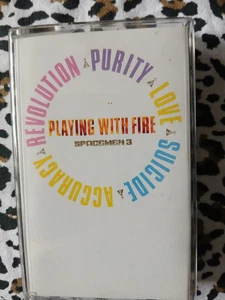 PURITY
LOVE
SUICIDE
ACCURACY
REVOLUTION
PLAYING WITH FIRE
SPACEMEN 3